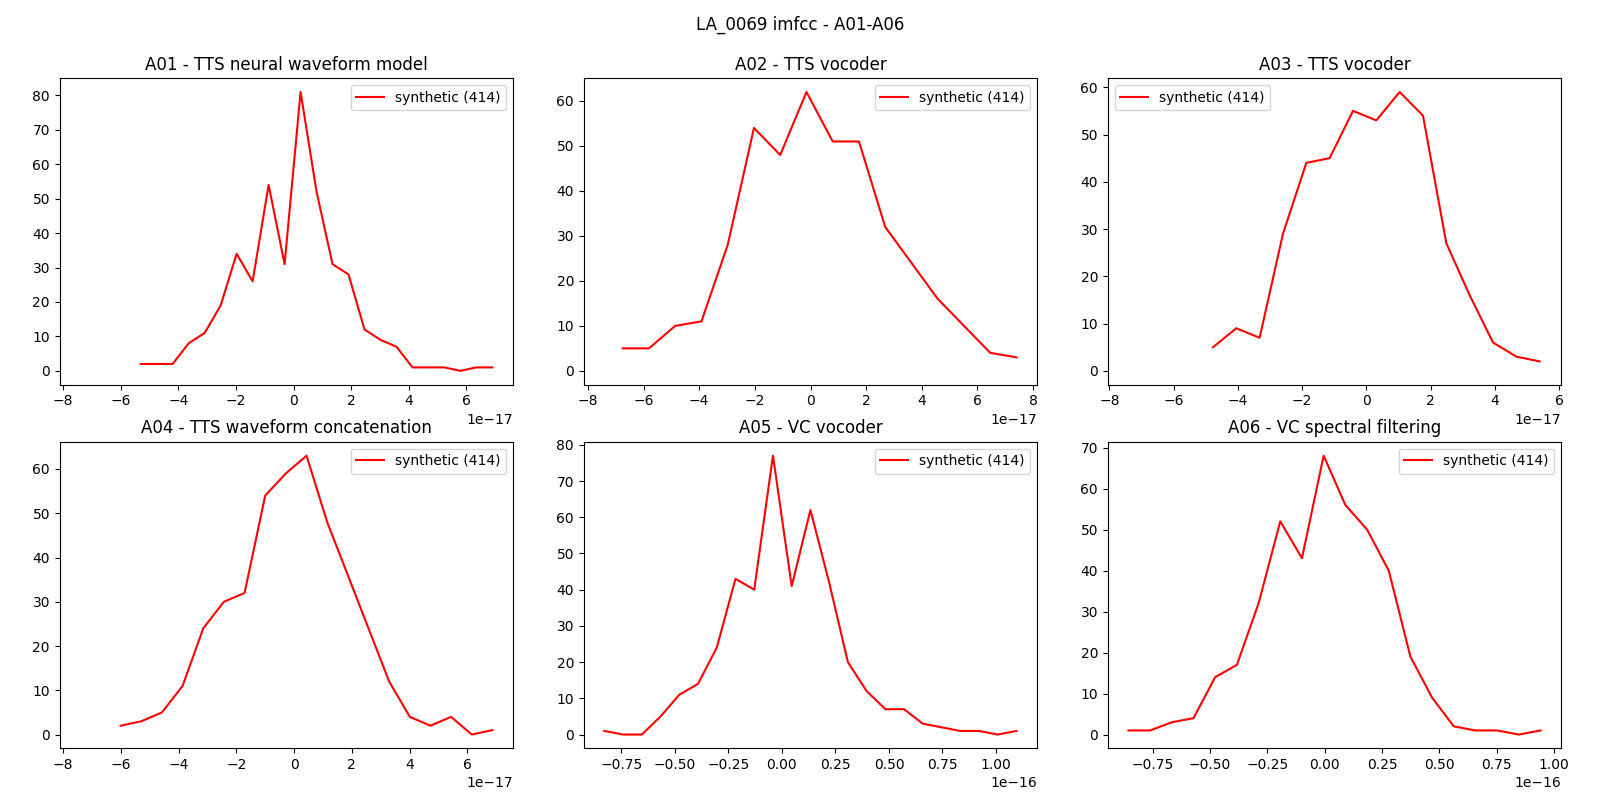 LA_0069 imfcc - A01-A06
A01 - TTS neural waveform model
synthetic (414)
80
70
60
50
40
30
20
10
0
−8 −6 −4 −2 0 2 4 6
1e−17
A02 - TTS vocoder
synthetic (414)
60
50
40
30
20
10
0
−8 −6 −4 −2 0 2 4 6 8
1e−17
A03 - TTS vocoder
synthetic (414)
60
50
40
30
20
10
0
−8 −6 −4 −2 0 2 4 6
1e−17
A04 - TTS waveform concatenation
synthetic (414)
60
50
40
30
20
10
0
−8 −6 −4 −2 0 2 4 6
1e−17
A05 - VC vocoder
synthetic (414)
80
70
60
50
40
30
20
10
0
−0.75 −0.50 −0.25 0.00 0.25 0.50 0.75 1.00
1e−16
A06 - VC spectral filtering
synthetic (414)
70
60
50
40
30
20
10
0
−0.75 −0.50 −0.25 0.00 0.25 0.50 0.75 1.00
1e−16